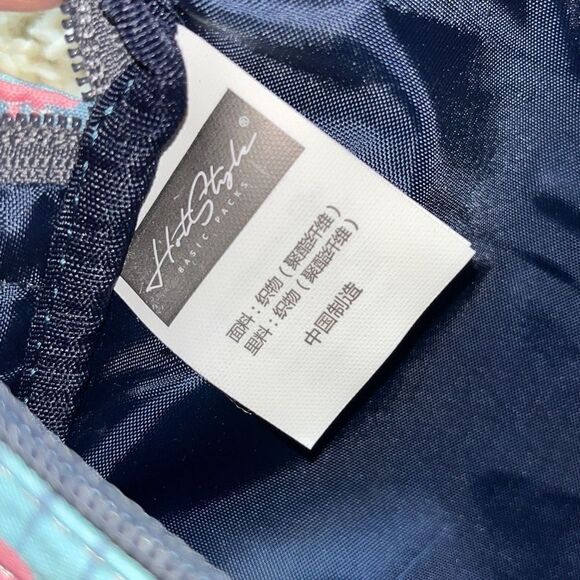 HotStyle®
BASIC PACKS
面料：织物（聚酯纤维）
里料：织物（聚酯纤维）
中国制造